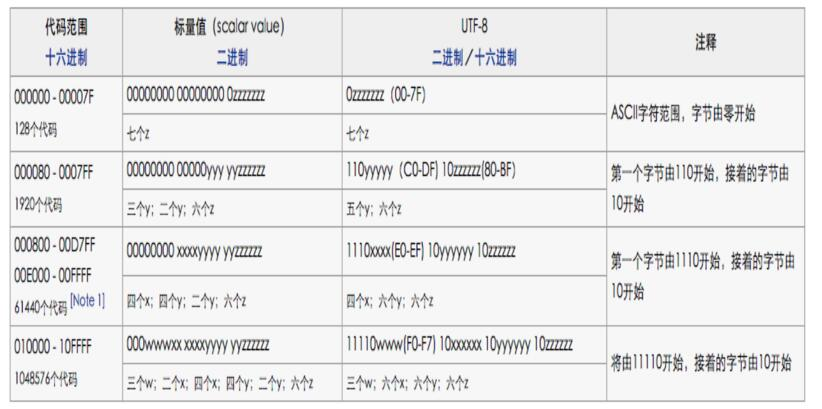 代码范围
十六进制
标量值 (scalar value)
二进制
UTF-8
二进制/十六进制
注释
000000 - 00007F
128个代码
00000000 00000000 0zzzzzzz
七个z
0zzzzzzz (00-7F)
七个z
ASCII字符范围，字节由零开始
000080 - 0007FF
1920个代码
00000000 00000yyy yyzzzzzz
三个y；二个y；六个z
110yyyyy (C0-DF) 10zzzzzz(80-BF)
五个y；六个z
第一个字节由110开始，接着的字节由
10开始
000800 - 00D7FF
00E000 - 00FFFF
61440个代码 [Note 1]
00000000 xxxxyyyy yyzzzzzz
四个x；四个y；二个y；六个z
1110xxxx(E0-EF) 10yyyyyy 10zzzzzz
四个x；六个y；六个z
第一个字节由1110开始，接着的字节由
10开始
010000 - 10FFFF
1048576个代码
000wwwxx xxxxyyyy yyzzzzzz
三个w；二个x；四个x；四个y；二个y；六个z
11110www(F0-F7) 10xxxxxx 10yyyyyy 10zzzzzz
三个w；六个x；六个y；六个z
将由11110开始，接着的字节由10开始